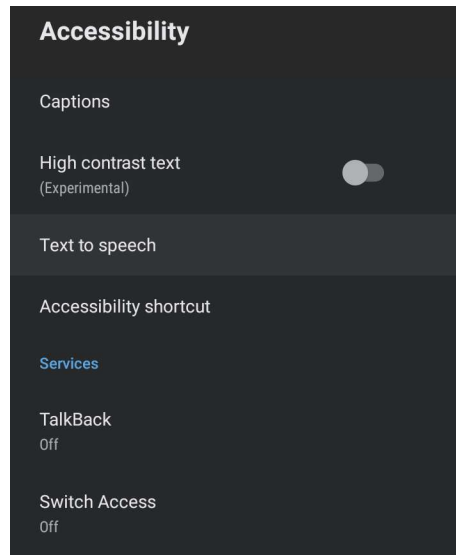 Accessibility
Captions
High contrast text
(Experimental)
Text to speech
Accessibility shortcut
Services
TalkBack
Off
Switch Access
Off